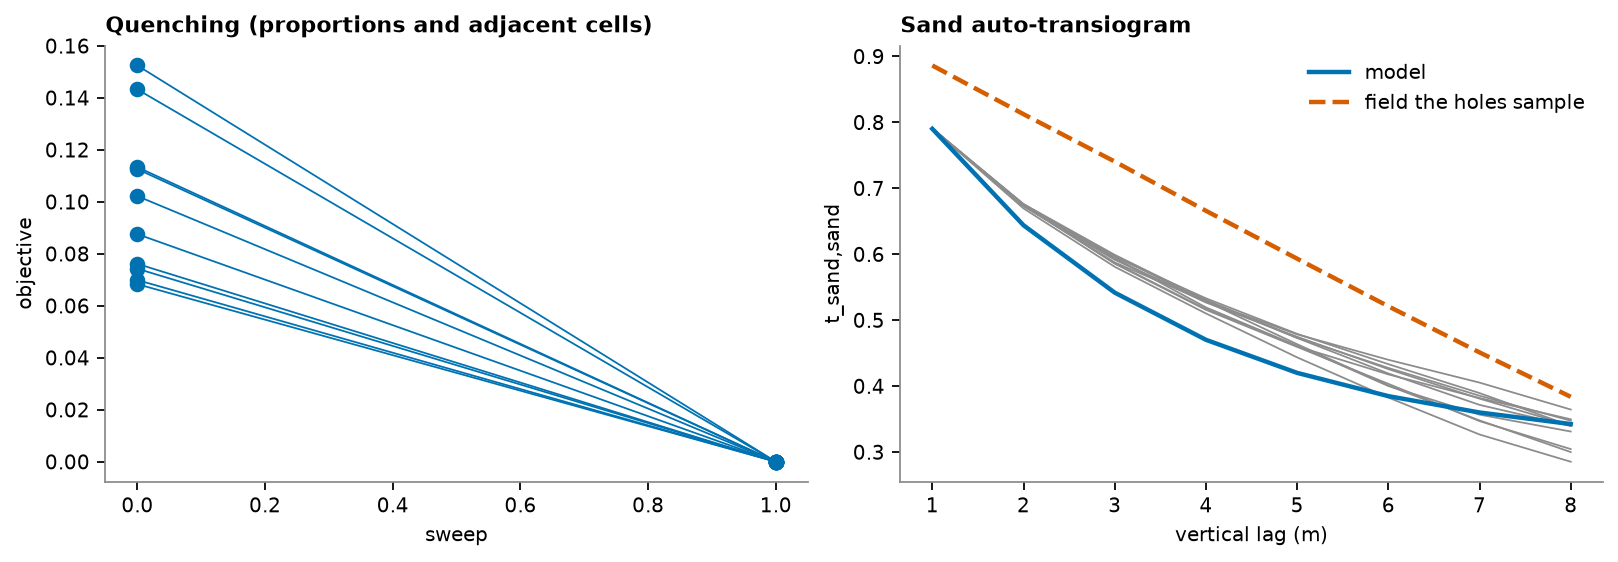 Quenching (proportions and adjacent cells)
0.16
0.14
0.12
0.10
0.08
0.06
0.04
0.02
0.00
objective
0.0 0.2 0.4 0.6 0.8 1.0
sweep
Sand auto-transiogram
model
field the holes sample
0.9
0.8
0.7
0.6
0.5
0.4
0.3
t_sand,sand
1 2 3 4 5 6 7 8
vertical lag (m)